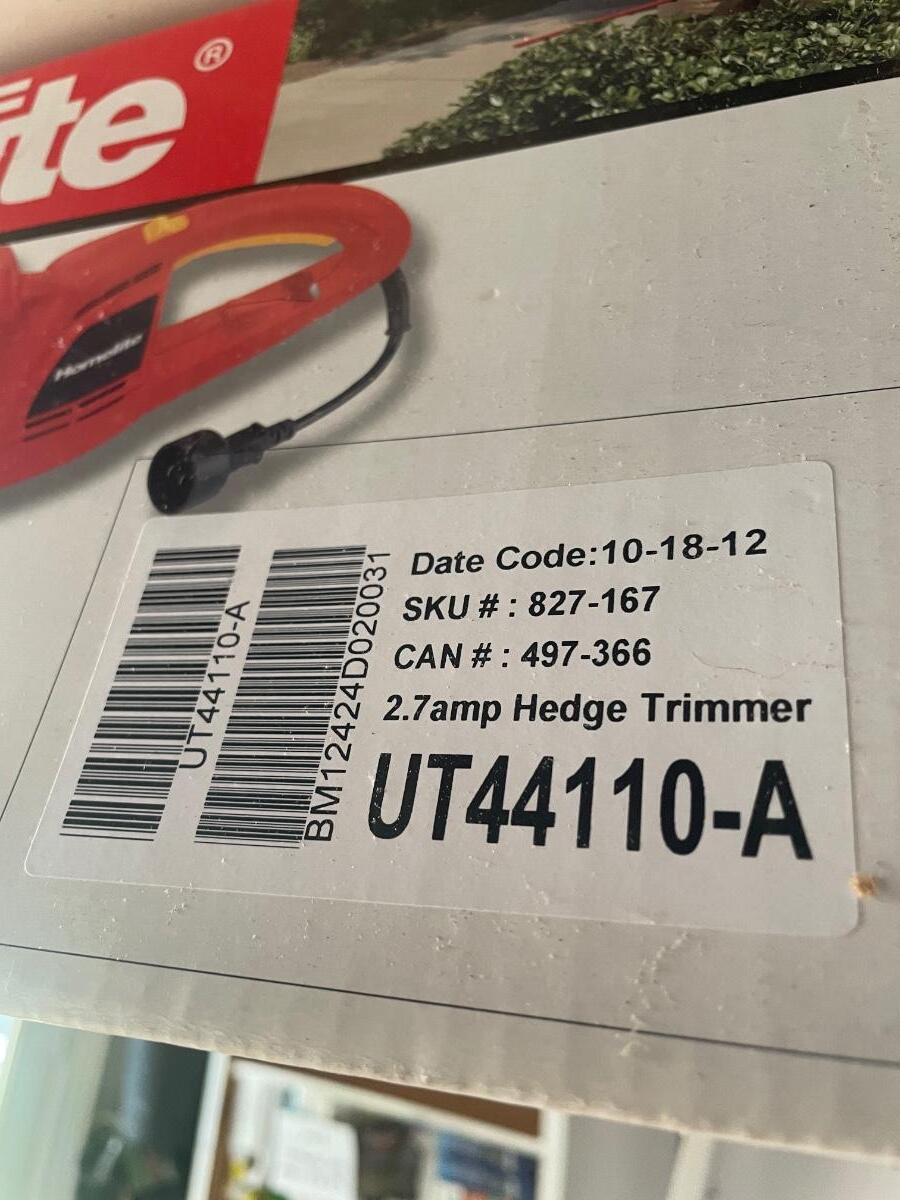 ite®
Homelite
Date Code:10-18-12
SKU # : 827-167
CAN # : 497-366
2.7amp Hedge Trimmer
UT44110-A
UT44110-A
BM12424D020031